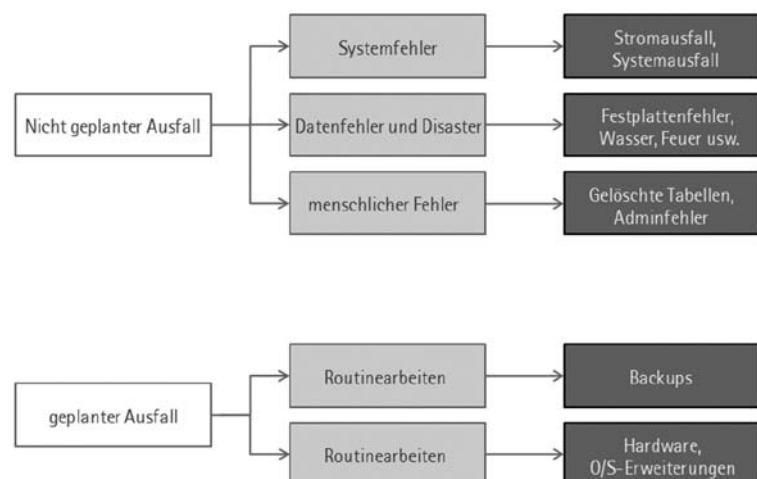 Nicht geplanter Ausfall
Systemfehler
Stromausfall,
Systemausfall
Datenfehler und Disaster
Festplattenfehler,
Wasser, Feuer usw.
menschlicher Fehler
Gelöschte Tabellen,
Adminfehler
geplanter Ausfall
Routinearbeiten
Backups
Routinearbeiten
Hardware,
O/S-Erweiterungen